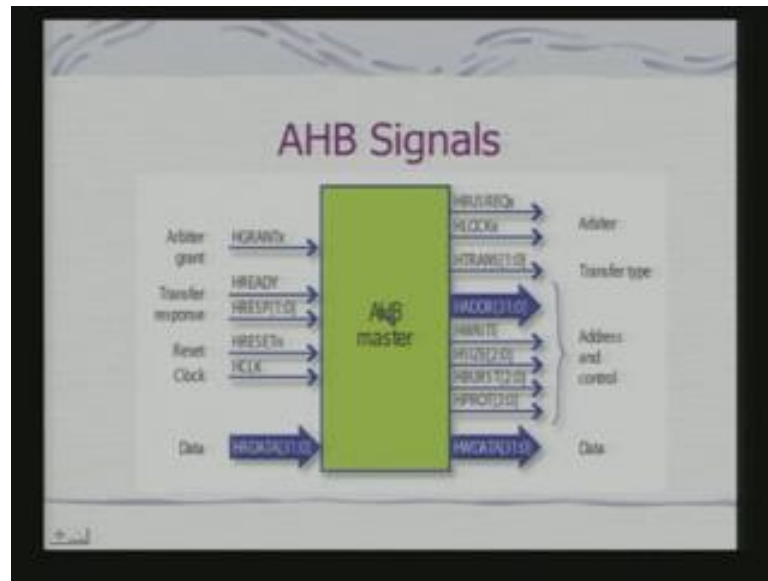 AHB Signals
Arbiter
grant
HGRANTx
Transfer
response
HREADY
HRESP[1:0]
Reset
HRESETn
Clock
HCLK
Data
HRDATA[31:0]
AHB
master
HBUSREQx
HLOCKx
Arbiter
HTRANS[1:0]
Transfer type
HADDR[31:0]
HWRITE
HSIZE[2:0]
HBURST[2:0]
HPROT[3:0]
Address
and
control
HWDATA[31:0]
Data